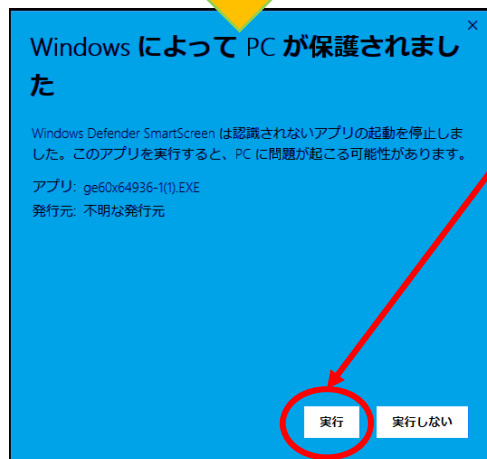 Windows によって PC が保護されまし
た
Windows Defender SmartScreen は認識されないアプリの起動を停止しま
した。このアプリを実行すると、PC に問題が起こる可能性があります。
アプリ: ge60x64936-1(1).EXE
発行元: 不明な発行元
実行 実行しない